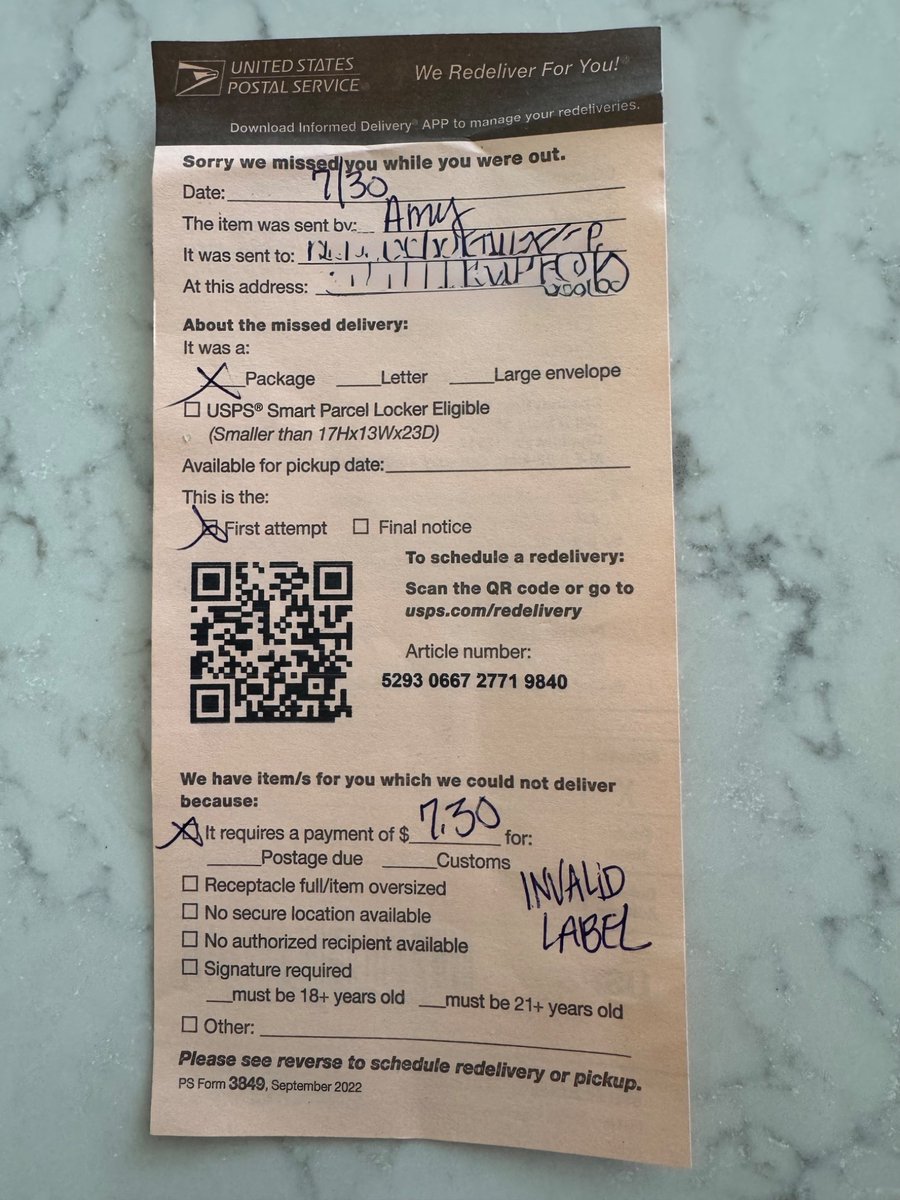 UNITED STATES
POSTAL SERVICE®
We Redeliver For You!®
Download Informed Delivery® APP to manage your redeliveries.
Sorry we missed you while you were out.
Date: 7/30
The item was sent by: Amy
It was sent to:
At this address:
About the missed delivery:
It was a:
X Package ____Letter ____Large envelope
☐ USPS® Smart Parcel Locker Eligible
(Smaller than 17Hx13Wx23D)
Available for pickup date:
This is the:
☒ First attempt ☐ Final notice
To schedule a redelivery:
Scan the QR code or go to
usps.com/redelivery
Article number:
5293 0667 2771 9840
We have item/s for you which we could not deliver
because:
☒ It requires a payment of $ 7.30 for:
____Postage due ____Customs
INVALID
LABEL
☐ Receptacle full/item oversized
☐ No secure location available
☐ No authorized recipient available
☐ Signature required
___must be 18+ years old ___must be 21+ years old
☐ Other:
Please see reverse to schedule redelivery or pickup.
PS Form 3849, September 2022